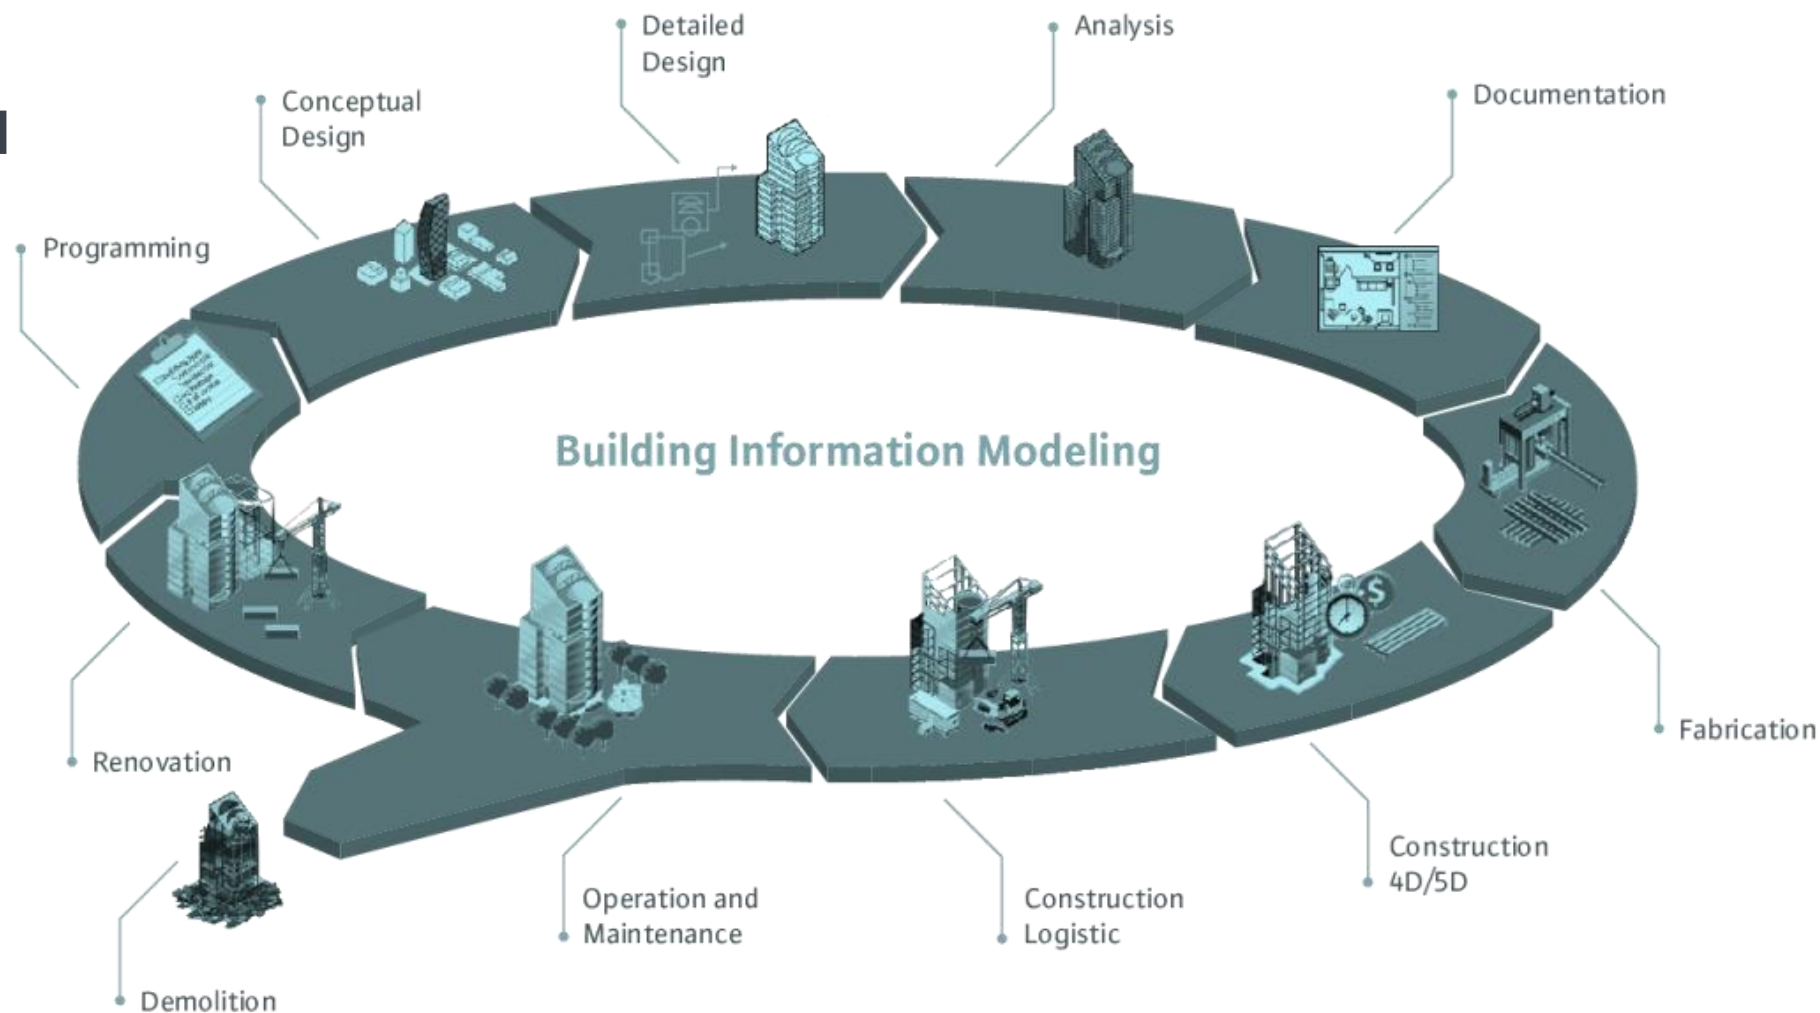 Detailed
Design
Analysis
Conceptual
Design
Documentation
Programming
Building Information Modeling
Fabrication
Renovation
Construction
4D/5D
Operation and
Maintenance
Construction
Logistic
Demolition
$